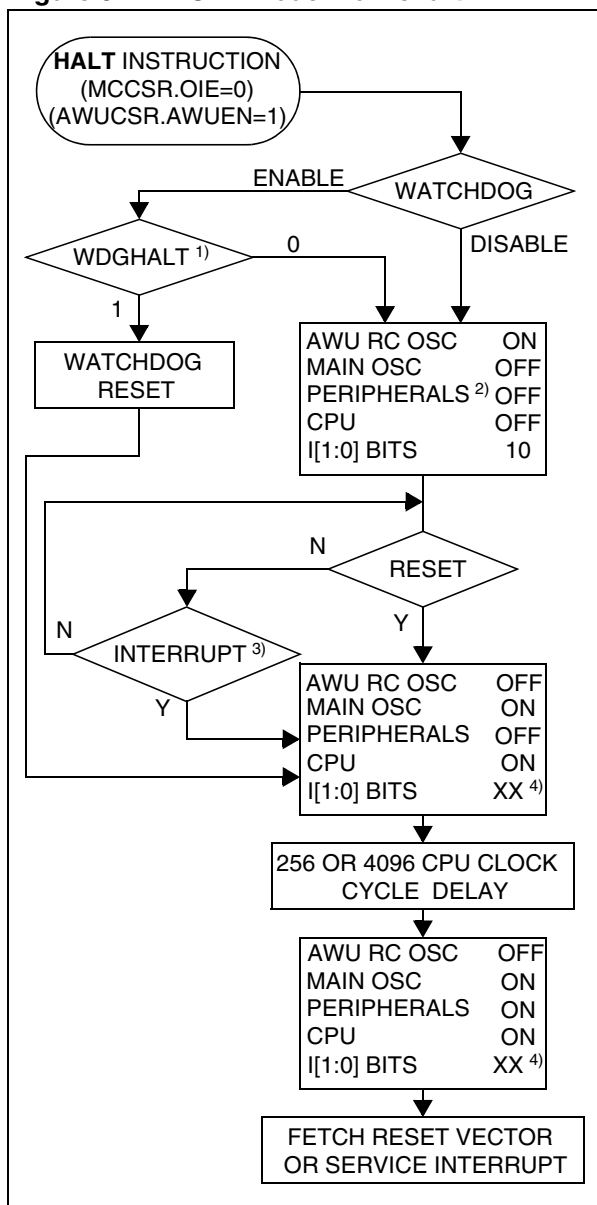 HALT INSTRUCTION
(MCCSR.OIE=0)
(AWUCSR.AWUEN=1)
ENABLE
WATCHDOG
WDGHALT 1)
0
DISABLE
1
WATCHDOG
RESET
AWU RC OSC ON
MAIN OSC OFF
PERIPHERALS 2) OFF
CPU OFF
I[1:0] BITS 10
N
RESET
N
Y
INTERRUPT 3)
Y
AWU RC OSC OFF
MAIN OSC ON
PERIPHERALS OFF
CPU ON
I[1:0] BITS XX 4)
256 OR 4096 CPU CLOCK
CYCLE DELAY
AWU RC OSC OFF
MAIN OSC ON
PERIPHERALS ON
CPU ON
I[1:0] BITS XX 4)
FETCH RESET VECTOR
OR SERVICE INTERRUPT